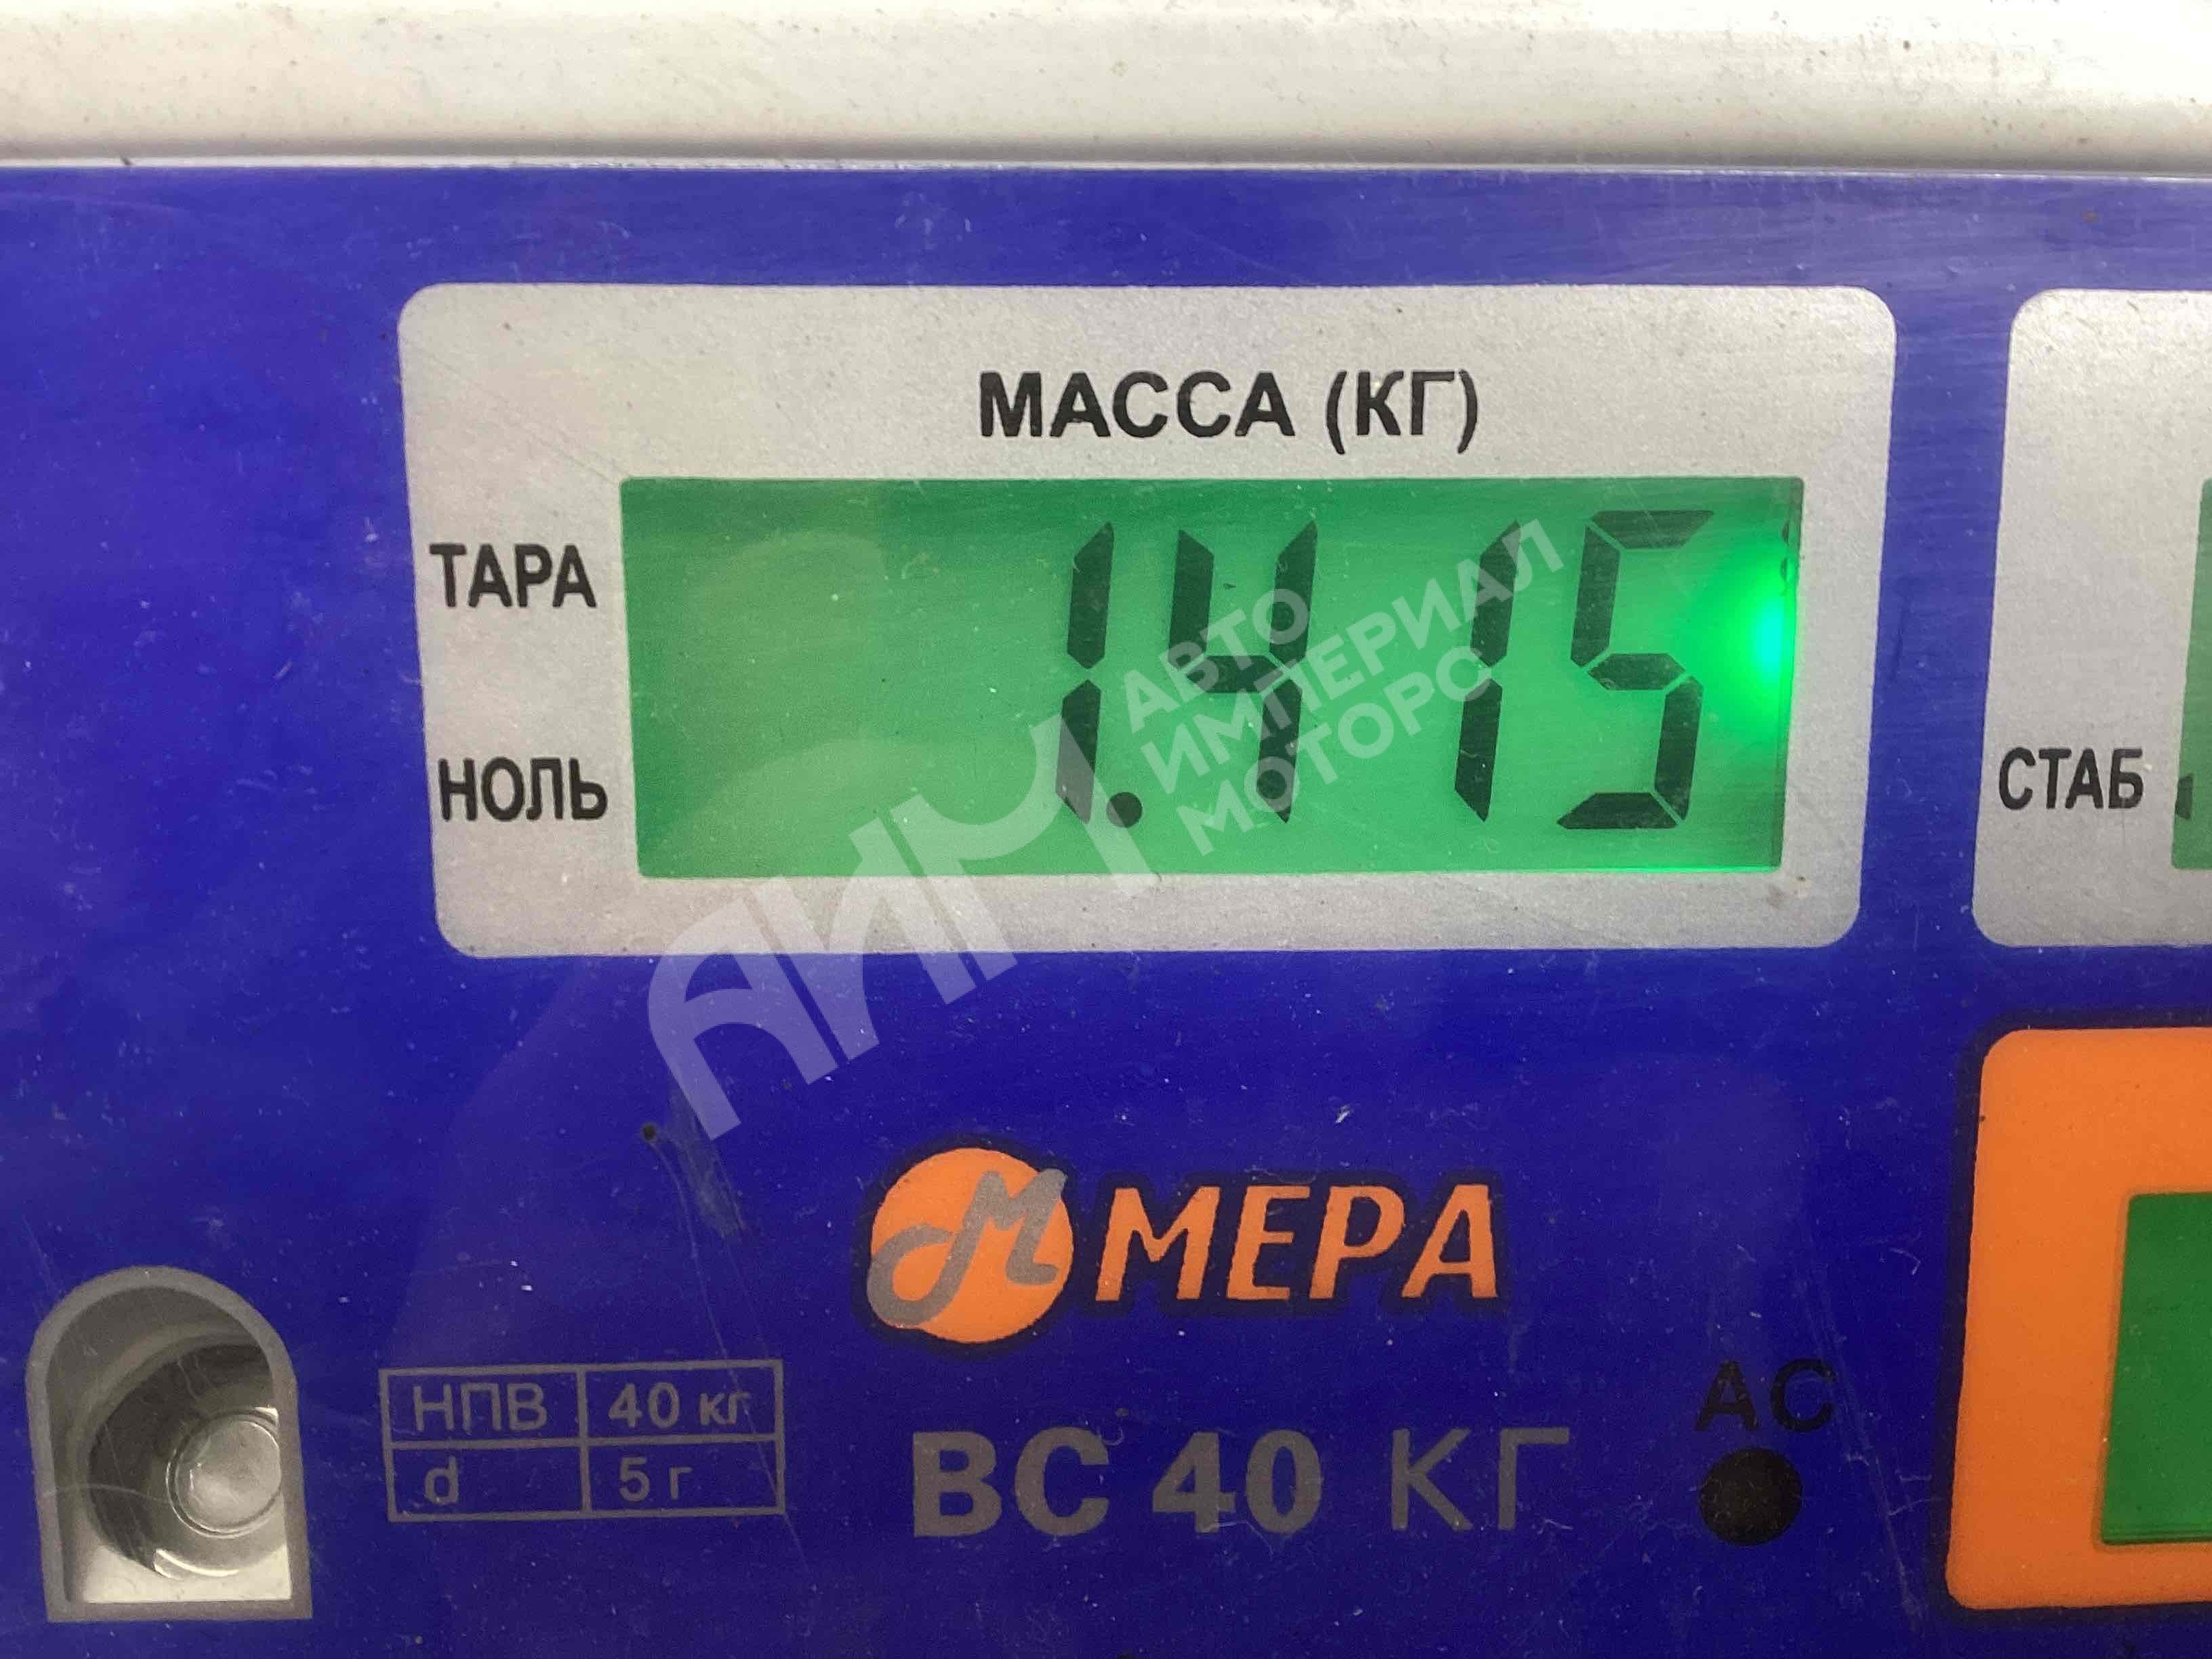 МАССА (КГ)
ТАРА
1.415
НОЛЬ
СТАБ
АВТО
ИМПЕРИАЛ
МОТОРС
АИМ
МЕРА
АС
НПВ 40 кг
d 5 г
ВС 40 КГ